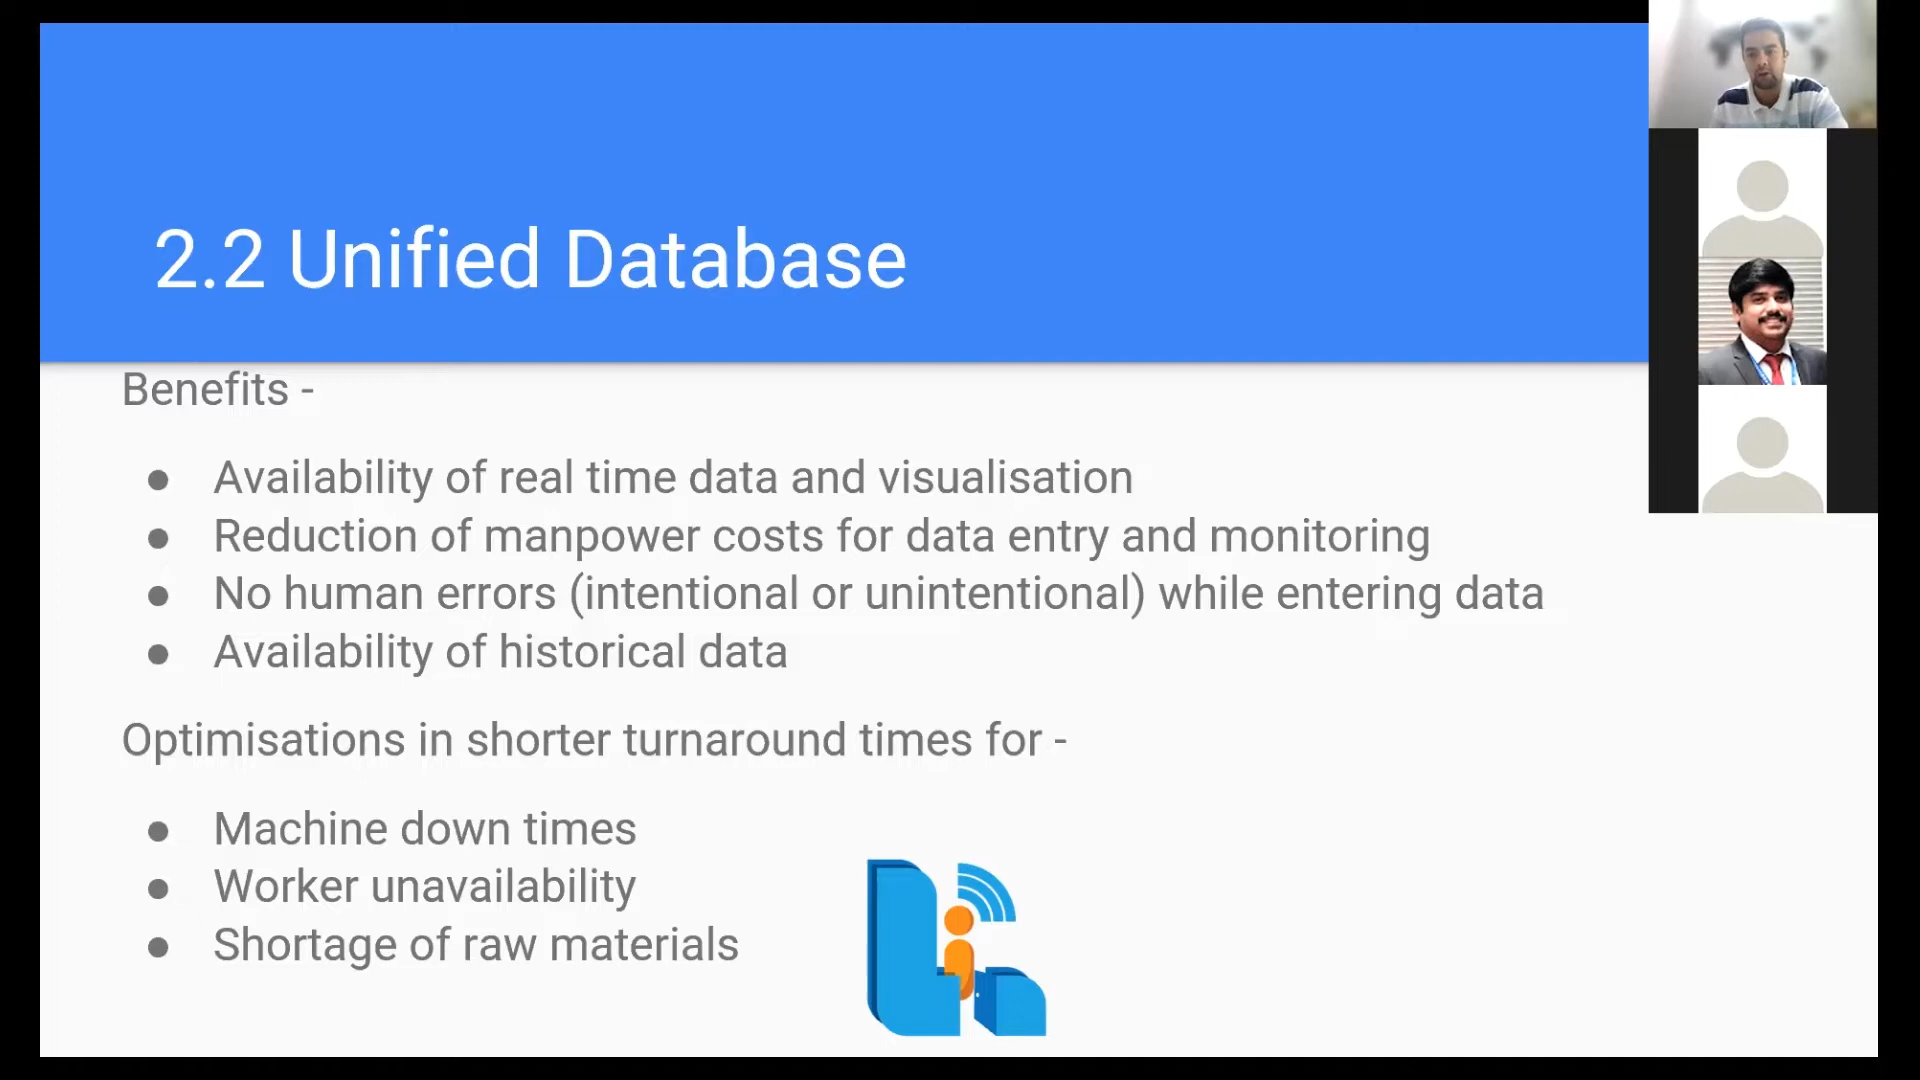 2.2 Unified Database
Benefits -
● Availability of real time data and visualisation
● Reduction of manpower costs for data entry and monitoring
● No human errors (intentional or unintentional) while entering data
● Availability of historical data
Optimisations in shorter turnaround times for -
● Machine down times
● Worker unavailability
● Shortage of raw materials